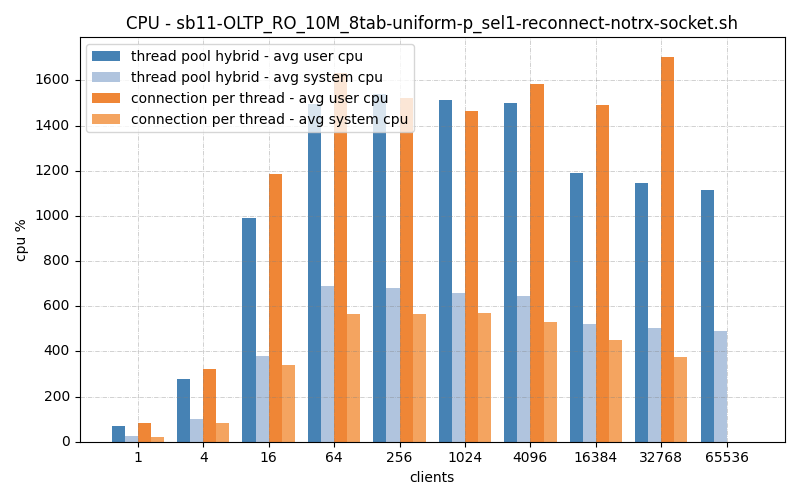 CPU - sb11-OLTP_RO_10M_8tab-uniform-p_sel1-reconnect-notrx-socket.sh
thread pool hybrid - avg user cpu
thread pool hybrid - avg system cpu
connection per thread - avg user cpu
connection per thread - avg system cpu
cpu %
1600
1400
1200
1000
800
600
400
200
0
1 4 16 64 256 1024 4096 16384 32768 65536
clients